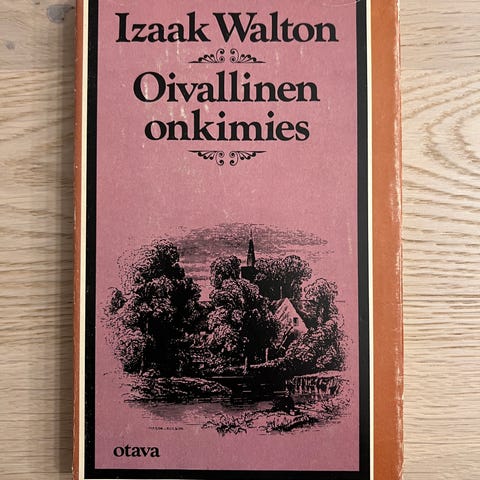 Izaak Walton
Oivallinen
onkimies
otava